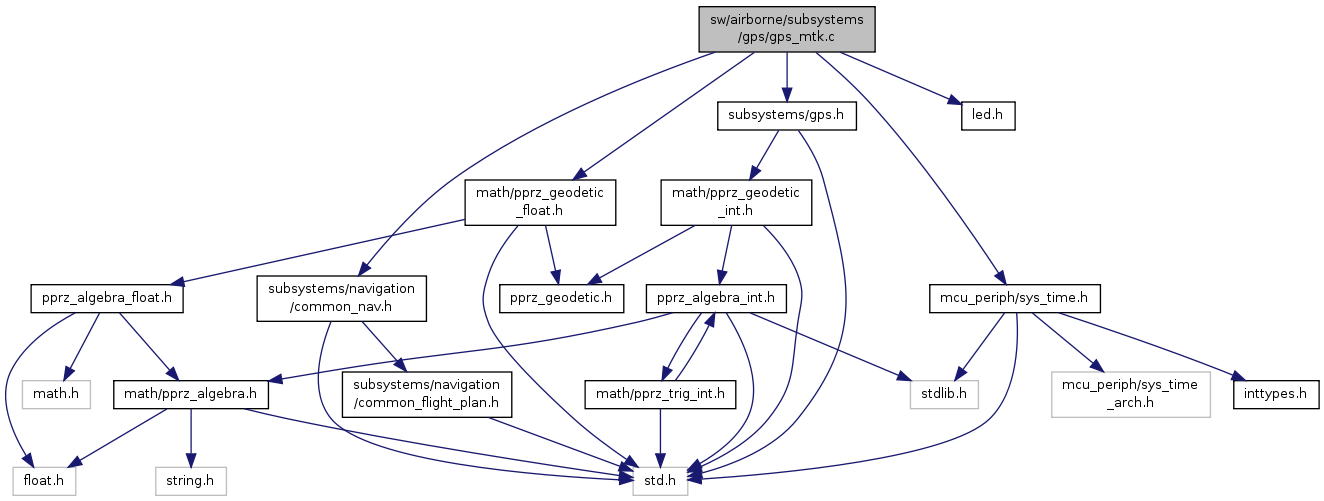 sw/airborne/subsystems
/gps/gps_mtk.c
subsystems/gps.h
led.h
math/pprz_geodetic
_float.h
math/pprz_geodetic
_int.h
pprz_algebra_float.h
subsystems/navigation
/common_nav.h
pprz_geodetic.h
pprz_algebra_int.h
mcu_periph/sys_time.h
math.h
math/pprz_algebra.h
subsystems/navigation
/common_flight_plan.h
math/pprz_trig_int.h
stdlib.h
mcu_periph/sys_time
_arch.h
inttypes.h
float.h
string.h
std.h